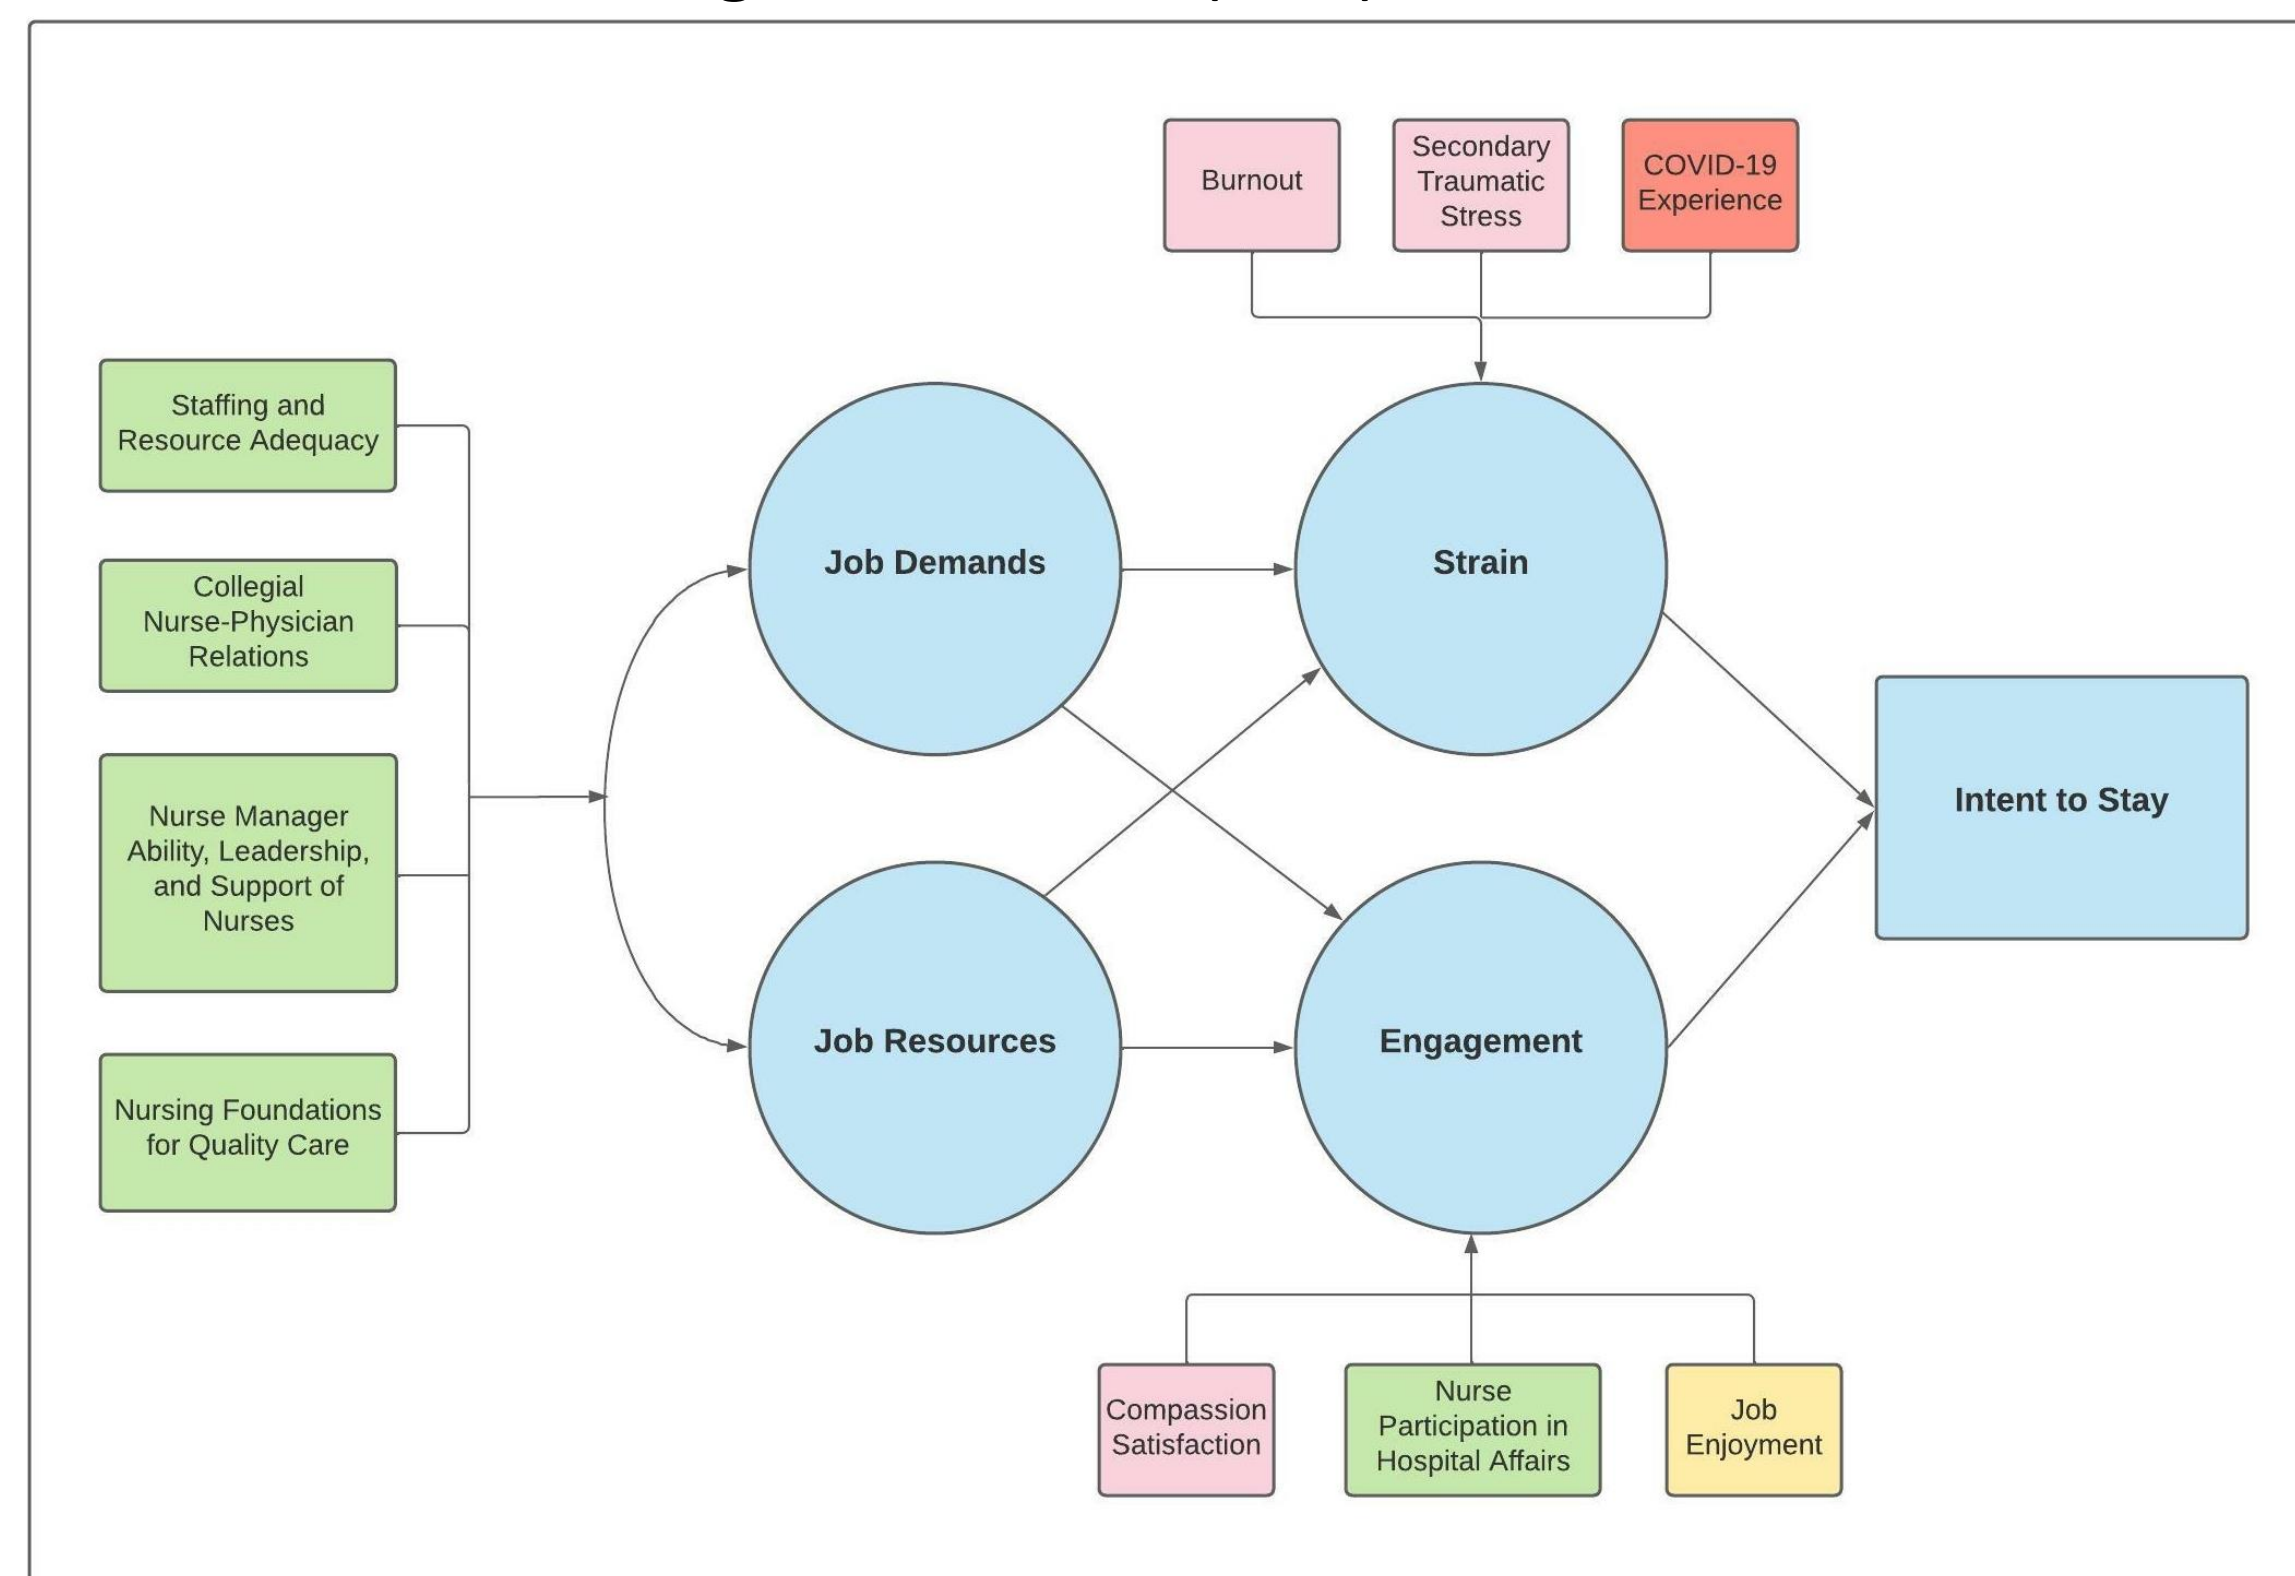 Burnout
Secondary
Traumatic
Stress
COVID-19
Experience
Staffing and
Resource Adequacy
Collegial
Nurse-Physician
Relations
Nurse Manager
Ability, Leadership,
and Support of
Nurses
Nursing Foundations
for Quality Care
Job Demands
Strain
Job Resources
Engagement
Intent to Stay
Compassion
Satisfaction
Nurse
Participation in
Hospital Affairs
Job
Enjoyment